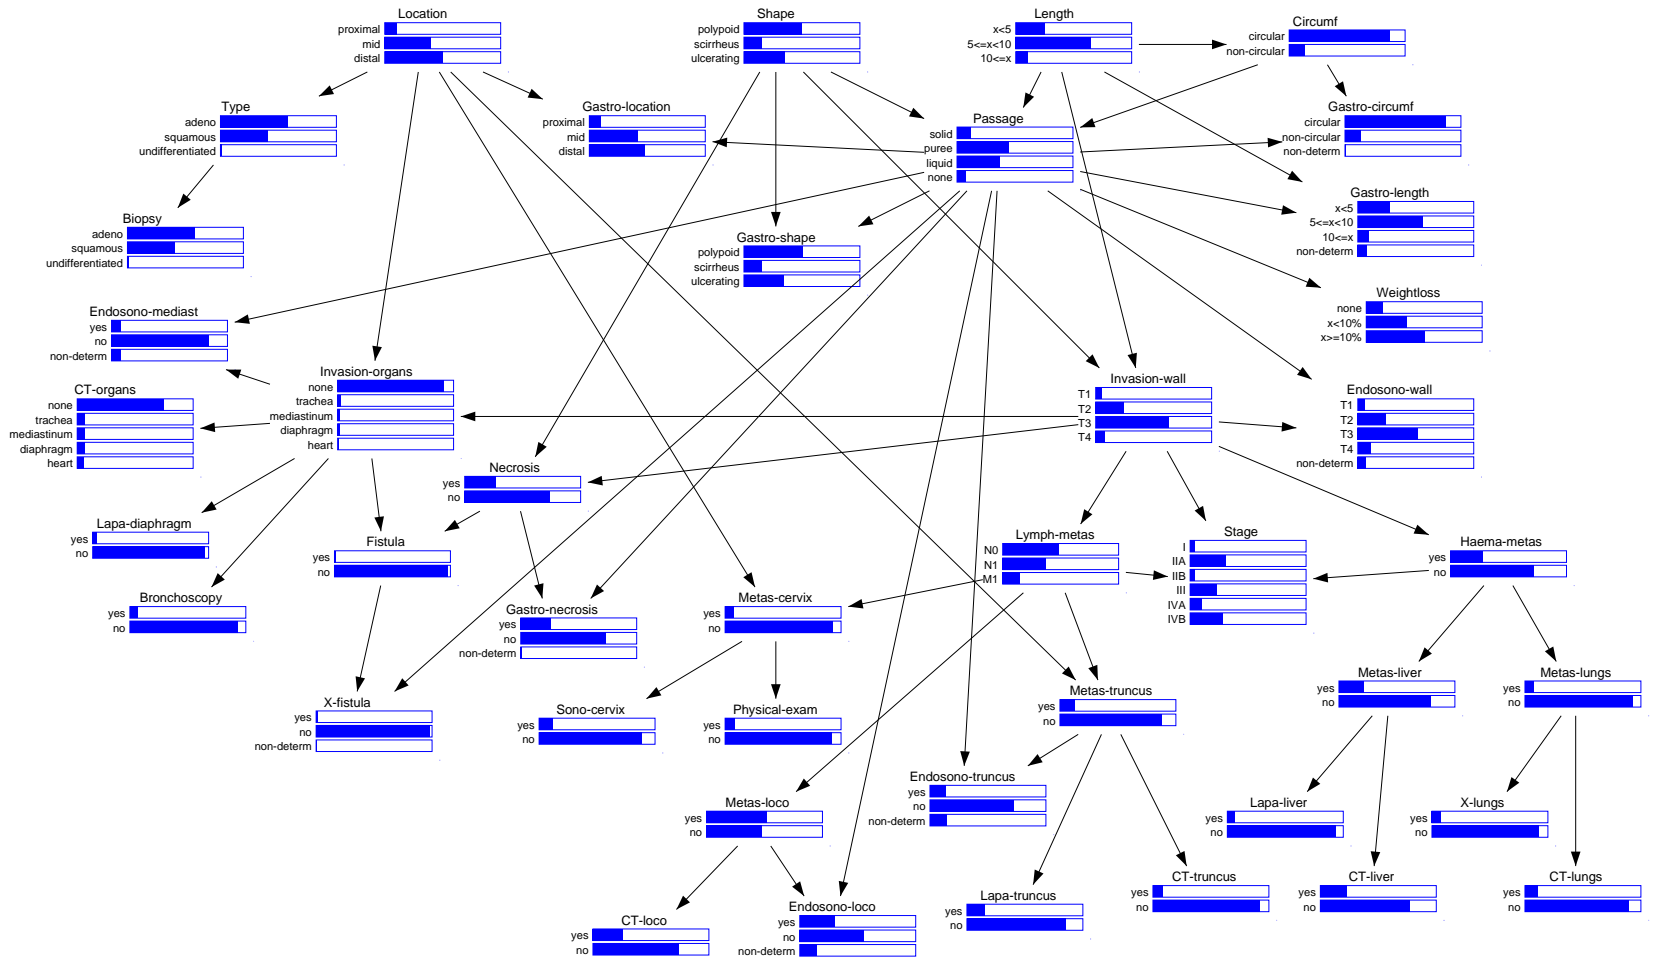 Location
proximal
mid
distal
Shape
polypoid
scirrheus
ulcerating
Length
x<5
5<=x<10
10<=x
Circumf
circular
non-circular
Type
adeno
squamous
undifferentiated
Gastro-location
proximal
mid
distal
Passage
solid
puree
liquid
none
Gastro-circumf
circular
non-circular
non-determ
Biopsy
adeno
squamous
undifferentiated
Gastro-shape
polypoid
scirrheus
ulcerating
Gastro-length
x<5
5<=x<10
10<=x
non-determ
Weightloss
none
x<10%
x>=10%
Endosono-mediast
yes
no
non-determ
CT-organs
none
trachea
mediastinum
diaphragm
heart
Invasion-organs
none
trachea
mediastinum
diaphragm
heart
Invasion-wall
T1
T2
T3
T4
Endosono-wall
T1
T2
T3
T4
non-determ
Necrosis
yes
no
Lapa-diaphragm
yes
no
Fistula
yes
no
Lymph-metas
N0
N1
M1
Stage
I
IIA
IIB
III
IVA
IVB
Haema-metas
yes
no
Bronchoscopy
yes
no
Gastro-necrosis
yes
no
non-determ
Metas-cervix
yes
no
X-fistula
yes
no
non-determ
Sono-cervix
yes
no
Physical-exam
yes
no
Metas-truncus
yes
no
Metas-liver
yes
no
Metas-lungs
yes
no
Metas-loco
yes
no
Endosono-truncus
yes
no
non-determ
Lapa-liver
yes
no
X-lungs
yes
no
CT-loco
yes
no
Endosono-loco
yes
no
non-determ
Lapa-truncus
yes
no
CT-truncus
yes
no
CT-liver
yes
no
CT-lungs
yes
no